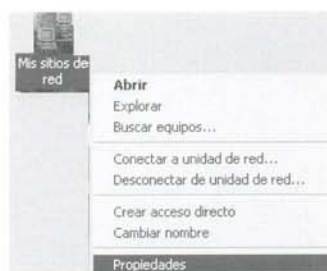 Mis sitios de
red
Abrir
Explorar
Buscar equipos...
Conectar a unidad de red...
Desconectar de unidad de red...
Crear acceso directo
Cambiar nombre
Propiedades